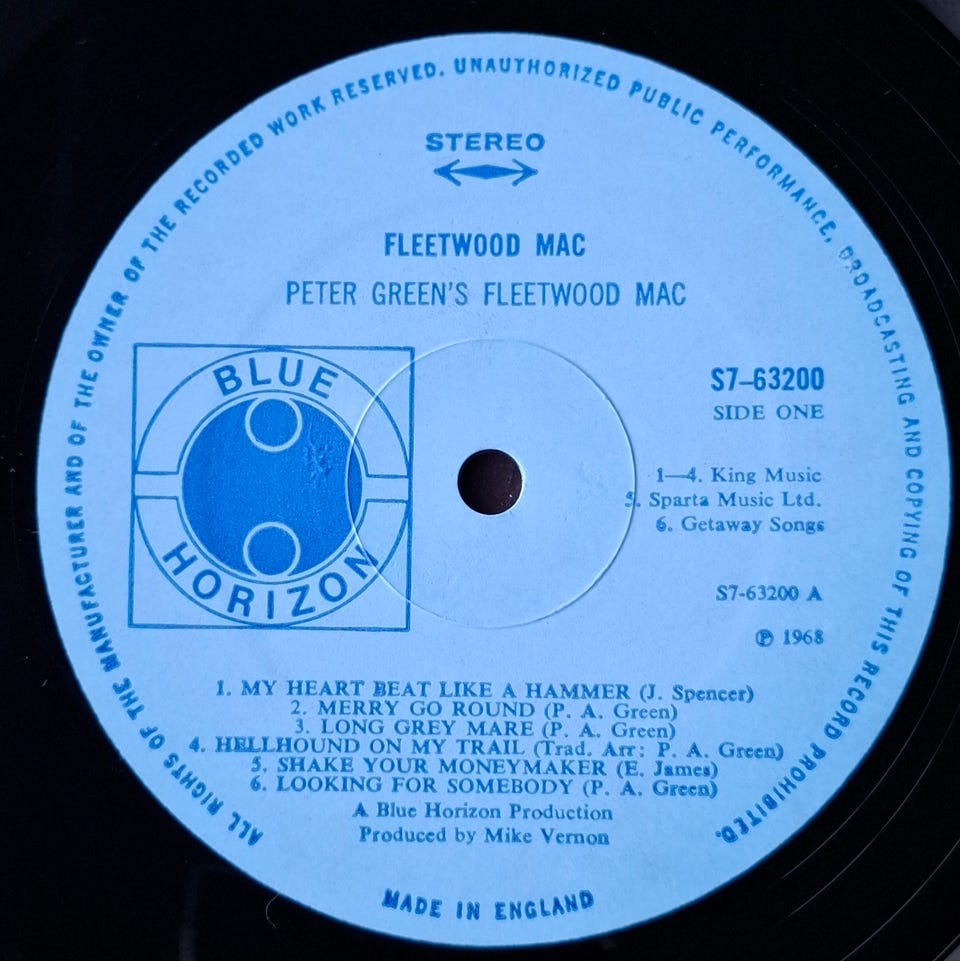 ALL RIGHTS OF THE MANUFACTURER AND OF THE OWNER OF THE RECORDED WORK RESERVED. UNAUTHORIZED PUBLIC PERFORMANCE, BROADCASTING AND COPYING OF THIS RECORD PROHIBITED.
STEREO
FLEETWOOD MAC
PETER GREEN'S FLEETWOOD MAC
BLUE
HORIZON
S7–63200
SIDE ONE
1—4. King Music
5. Sparta Music Ltd.
6. Getaway Songs
S7-63200 A
℗ 1968
1. MY HEART BEAT LIKE A HAMMER (J. Spencer)
2. MERRY GO ROUND (P. A. Green)
3. LONG GREY MARE (P. A. Green)
4. HELLHOUND ON MY TRAIL (Trad. Arr: P. A. Green)
5. SHAKE YOUR MONEYMAKER (E. James)
6. LOOKING FOR SOMEBODY (P. A. Green)
A Blue Horizon Production
Produced by Mike Vernon
MADE IN ENGLAND